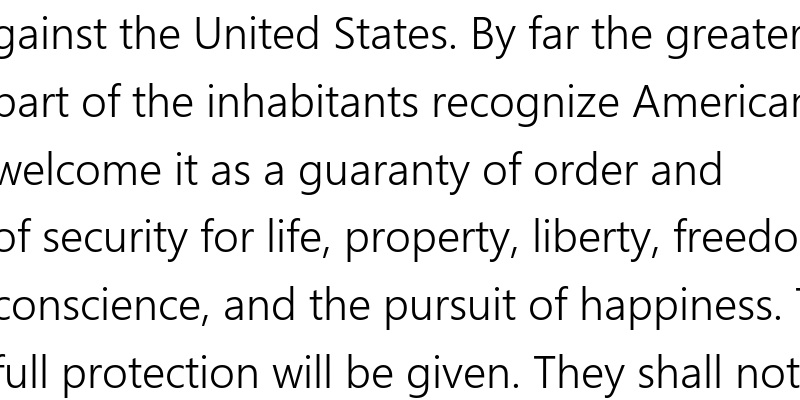 gainst the United States. By far the greater
part of the inhabitants recognize American
welcome it as a guaranty of order and
of security for life, property, liberty, freedo
conscience, and the pursuit of happiness.
full protection will be given. They shall not